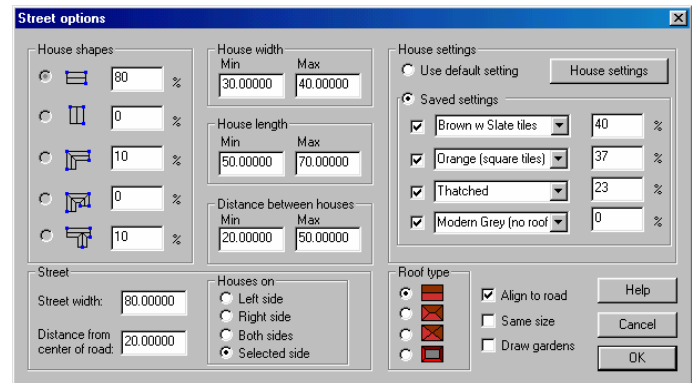 Street options
House shapes
80 %
0 %
10 %
0 %
10 %
House width
Min Max
30.00000 40.00000
House length
Min Max
50.00000 70.00000
Distance between houses
Min Max
20.00000 50.00000
House settings
Use default setting
House settings
Saved settings
Brown w Slate tiles 40 %
Orange (square tiles) 37 %
Thatched 23 %
Modern Grey (no roof 0 %
Street
Street width: 80.00000
Distance from
center of road: 20.00000
Houses on
Left side
Right side
Both sides
Selected side
Roof type
Align to road
Same size
Draw gardens
Help
Cancel
OK